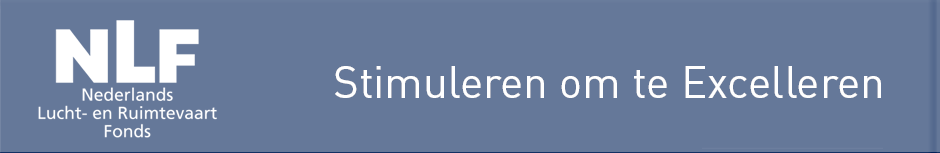 NLF
Nederlands
Lucht- en Ruimtevaart
Fonds
Stimuleren om te Excelleren